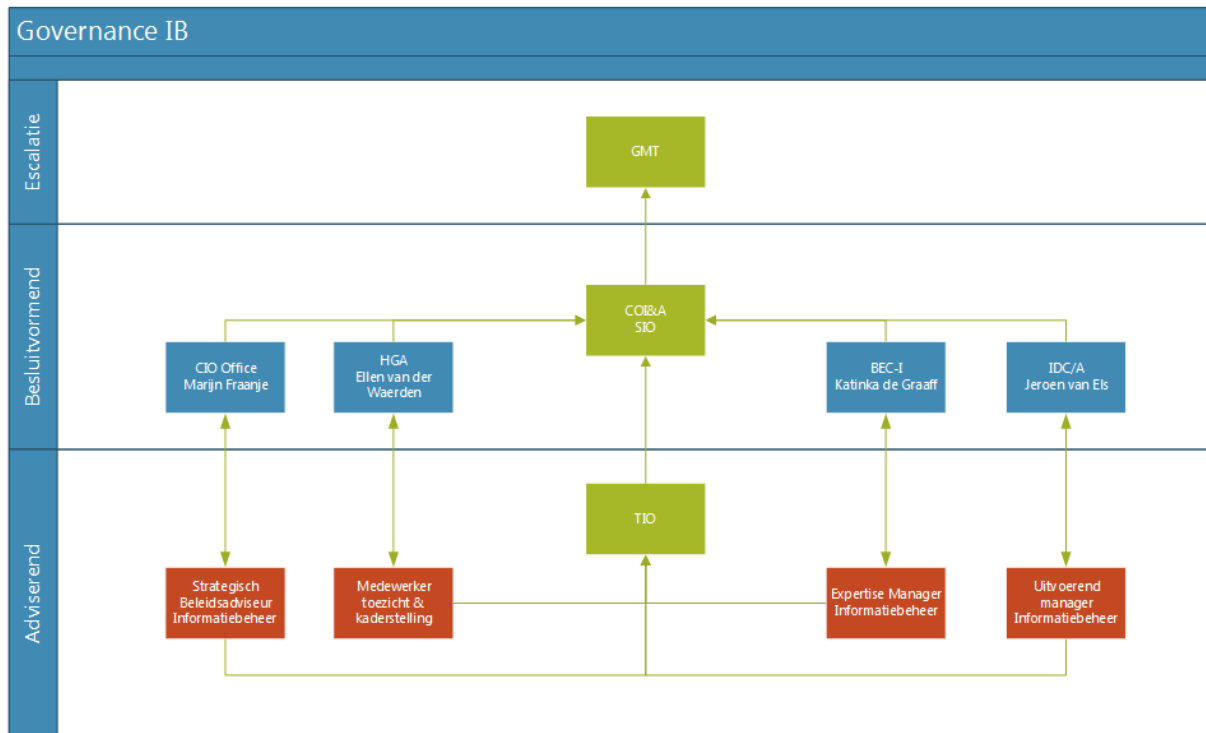 Governance IB
Escalatie
GMT
Besluitvormend
COI&A
SIO
CIO Office
Marijn Fraanje
HGA
Ellen van der
Waerden
BEC-I
Katinka de Graaff
IDC/A
Jeroen van Els
Adviserend
TIO
Strategisch
Beleidsadviseur
Informatiebeheer
Medewerker
toezicht &
kaderstelling
Expertise Manager
Informatiebeheer
Uitvoerend
manager
Informatiebeheer